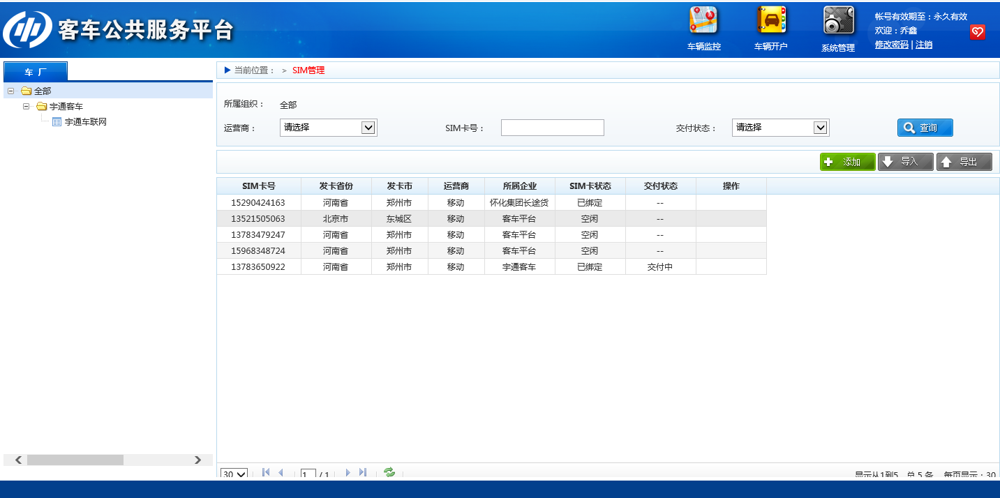 客车公共服务平台
车辆监控 车辆开户 系统管理
帐号有效期至：永久有效
欢迎：乔鑫
修改密码 | 注销
车 厂
全部
宇通客车
宇通车联网
当前位置： > SIM管理
所属组织： 全部
运营商： 请选择 SIM卡号： 交付状态： 请选择 查询
添加 导入 导出
SIM卡号 发卡省份 发卡市 运营商 所属企业 SIM卡状态 交付状态 操作
15290424163 河南省 郑州市 移动 怀化集团长途货 已绑定 --
13521505063 北京市 东城区 移动 客车平台 空闲 --
13783479247 河南省 郑州市 移动 客车平台 空闲 --
15968348724 河南省 郑州市 移动 客车平台 空闲 --
13783650922 河南省 郑州市 移动 宇通客车 已绑定 交付中
30 1 / 1 显示从1到5 总 5 条 每页显示：30